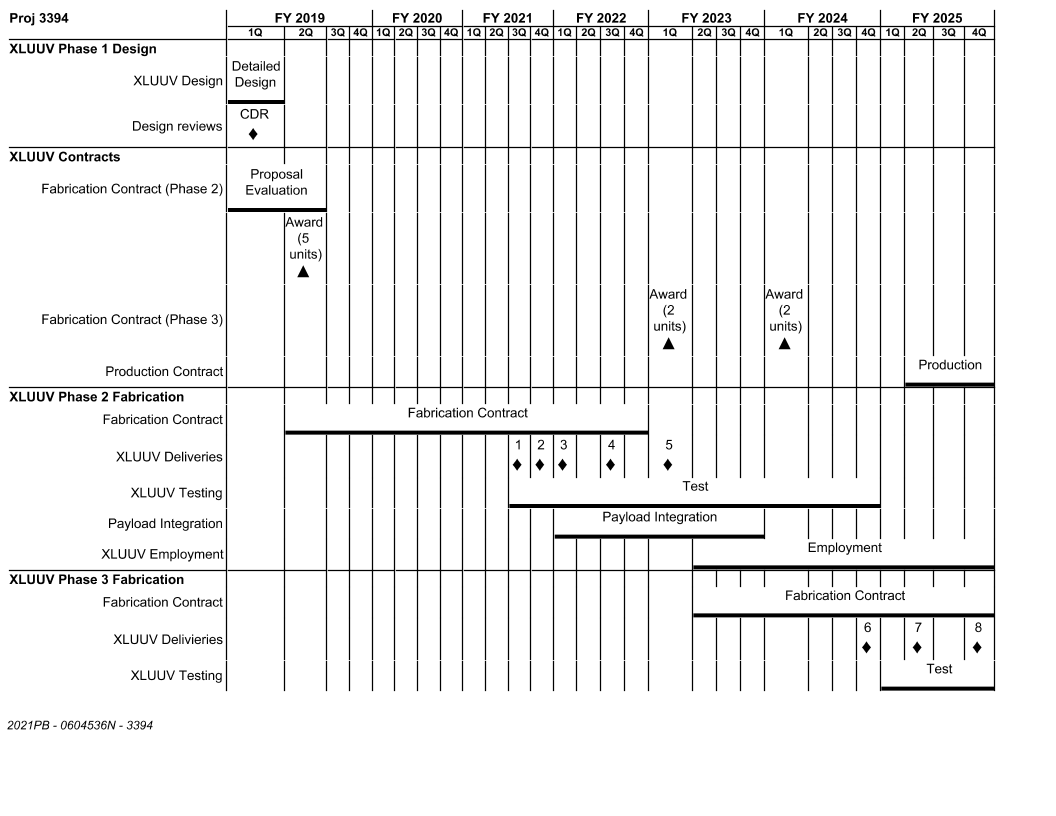 Proj 3394
FY 2019 FY 2020 FY 2021 FY 2022 FY 2023 FY 2024 FY 2025
1Q 2Q 3Q 4Q 1Q 2Q 3Q 4Q 1Q 2Q 3Q 4Q 1Q 2Q 3Q 4Q 1Q 2Q 3Q 4Q 1Q 2Q 3Q 4Q 1Q 2Q 3Q 4Q
XLUUV Phase 1 Design
XLUUV Design
Detailed
Design
Design reviews
CDR
XLUUV Contracts
Fabrication Contract (Phase 2)
Proposal
Evaluation
Award
(5
units)
Fabrication Contract (Phase 3)
Award
(2
units)
Award
(2
units)
Production Contract
Production
XLUUV Phase 2 Fabrication
Fabrication Contract
Fabrication Contract
XLUUV Deliveries
1 2 3 4 5
XLUUV Testing
Test
Payload Integration
Payload Integration
XLUUV Employment
Employment
XLUUV Phase 3 Fabrication
Fabrication Contract
Fabrication Contract
XLUUV Delivieries
6 7 8
XLUUV Testing
Test
2021PB - 0604536N - 3394